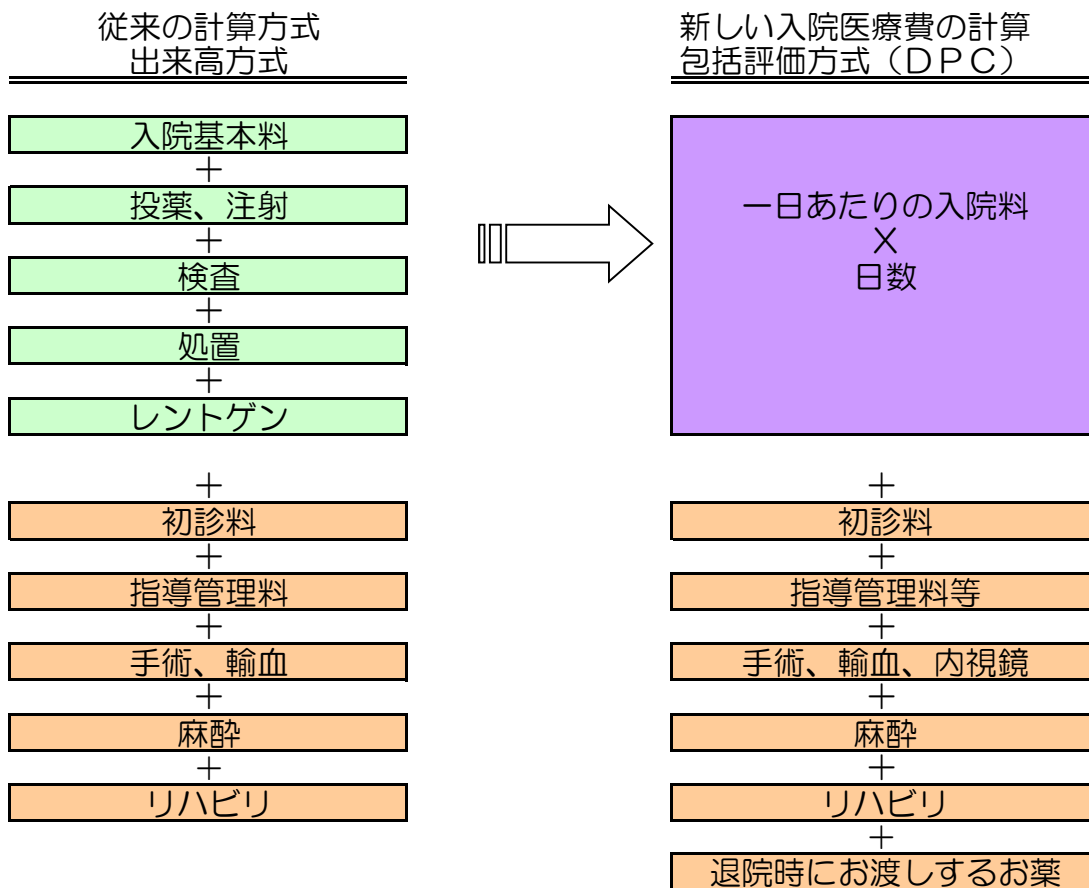 従来の計算方式
出来高方式
入院基本料
＋
投薬、注射
＋
検査
＋
処置
＋
レントゲン
＋
初診料
＋
指導管理料
＋
手術、輸血
＋
麻酔
＋
リハビリ
新しい入院医療費の計算
包括評価方式（ＤＰＣ）
一日あたりの入院料
×
日数
＋
初診料
＋
指導管理料等
＋
手術、輸血、内視鏡
＋
麻酔
＋
リハビリ
＋
退院時にお渡しするお薬